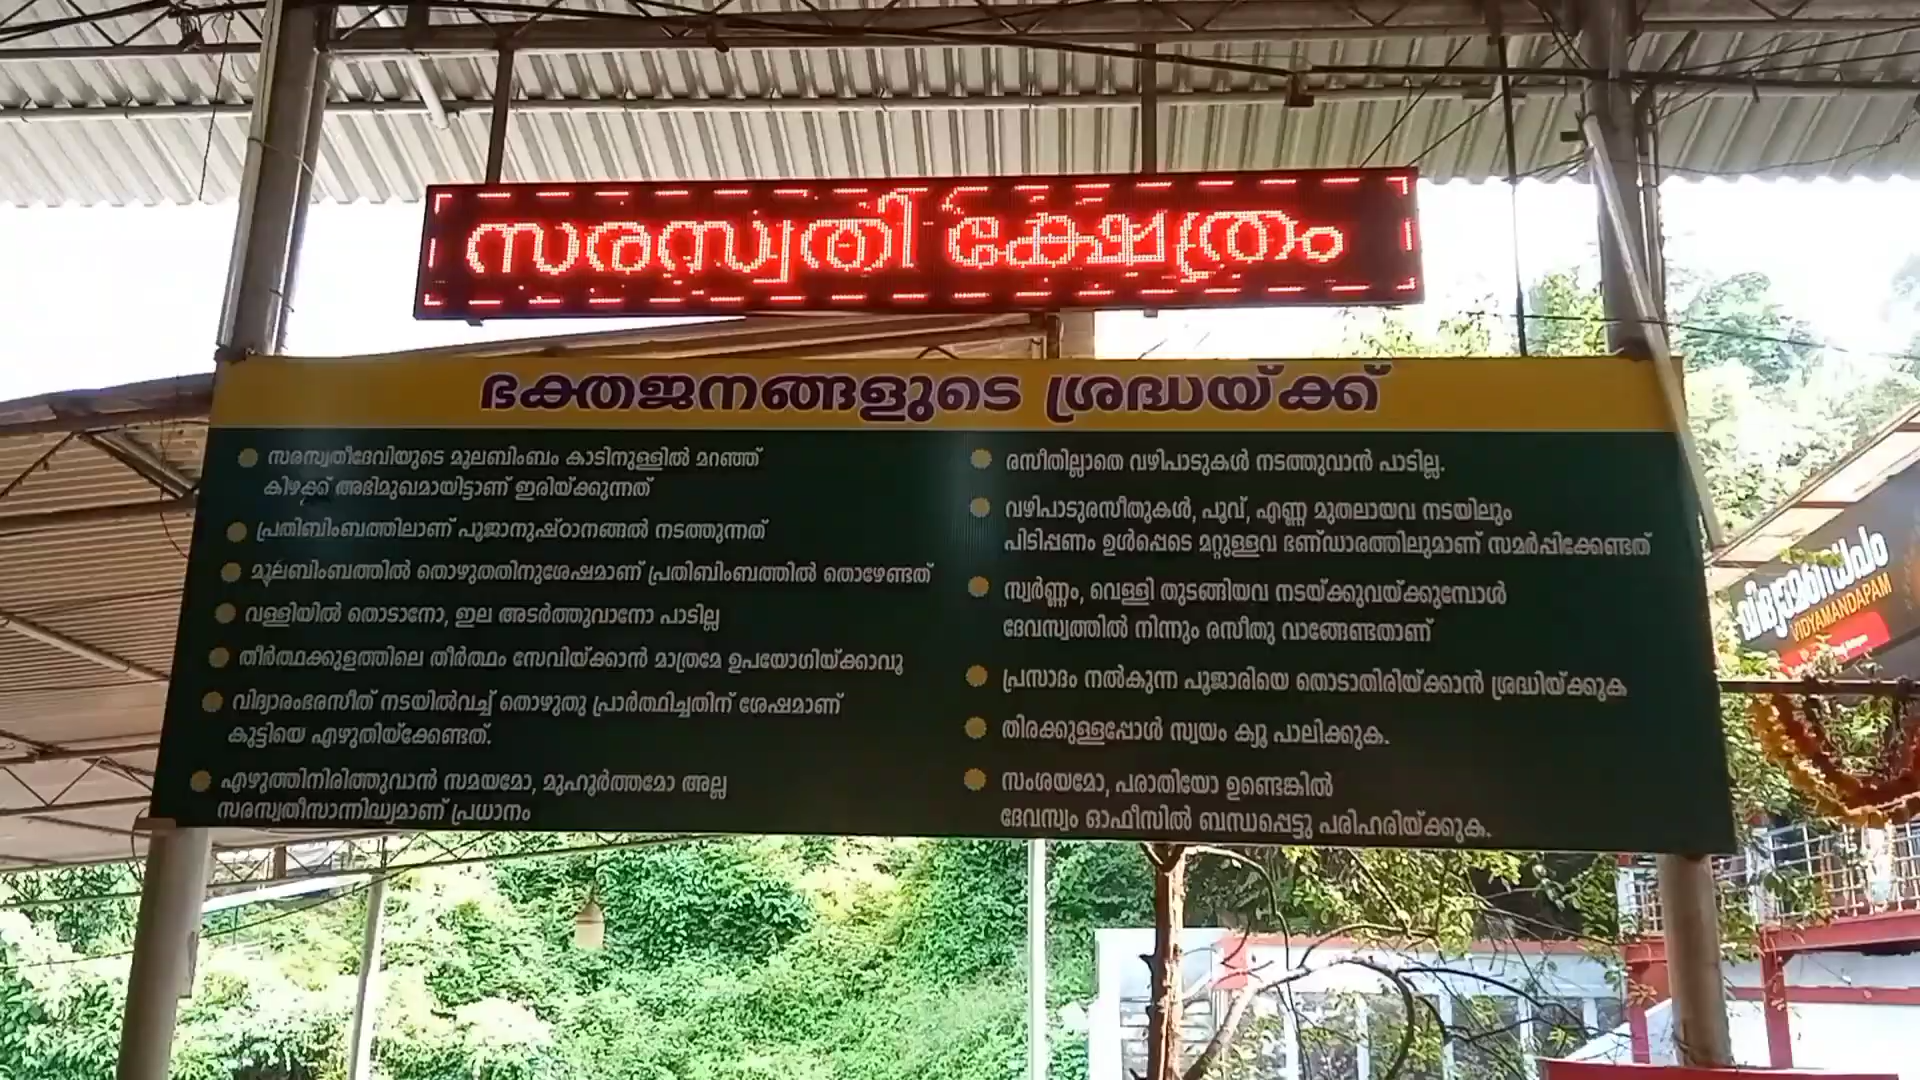 സരസ്വതി ക്ഷേത്രം
ഭക്തജനങ്ങളുടെ ശ്രദ്ധയ്ക്ക്
സരസ്വതീദേവിയുടെ മൂലബിംബം കാടിനുള്ളിൽ മറഞ്ഞ്
കിഴക്ക് അഭിമുഖമായിട്ടാണ് ഇരിയ്ക്കുന്നത്
പ്രതിബിംബത്തിലാണ് പൂജാനുഷ്ഠാനങ്ങൽ നടത്തുന്നത്
മൂലബിംബത്തിൽ തൊഴുതതിനുശേഷമാണ് പ്രതിബിംബത്തിൽ തൊഴേണ്ടത്
വള്ളിയിൽ തൊടാനോ, ഇല അടർത്തുവാനോ പാടില്ല
തീർത്ഥക്കുളത്തിലെ തീർത്ഥം സേവിയ്ക്കാൻ മാത്രമേ ഉപയോഗിയ്ക്കാവൂ
വിദ്യാരംഭരസീത് നടയിൽവച്ച് തൊഴുതു പ്രാർത്ഥിച്ചതിന് ശേഷമാണ്
കുട്ടിയെ എഴുതിയ്ക്കേണ്ടത്.
എഴുത്തിനിരിത്തുവാൻ സമയമോ, മുഹൂർത്തമോ അല്ല
സരസ്വതീസാന്നിദ്ധ്യമാണ് പ്രധാനം
രസീതില്ലാതെ വഴിപാടുകൾ നടത്തുവാൻ പാടില്ല.
വഴിപാടുരസീതുകൾ, പൂവ്, എണ്ണ മുതലായവ നടയിലും
പിടിപ്പണം ഉൾപ്പെടെ മറ്റുള്ളവ ഭണ്ഡാരത്തിലുമാണ് സമർപ്പിക്കേണ്ടത്
സ്വർണ്ണം, വെള്ളി തുടങ്ങിയവ നടയ്ക്കുവയ്ക്കുമ്പോൾ
ദേവസ്വത്തിൽ നിന്നും രസീതു വാങ്ങേണ്ടതാണ്
പ്രസാദം നൽകുന്ന പൂജാരിയെ തൊടാതിരിയ്ക്കാൻ ശ്രദ്ധിയ്ക്കുക
തിരക്കുള്ളപ്പോൾ സ്വയം ക്യൂ പാലിക്കുക.
സംശയമോ, പരാതിയോ ഉണ്ടെങ്കിൽ
ദേവസ്വം ഓഫീസിൽ ബന്ധപ്പെട്ടു പരിഹരിയ്ക്കുക.
വിദ്യാമണ്ഡപം
VIDYAMANDAPAM